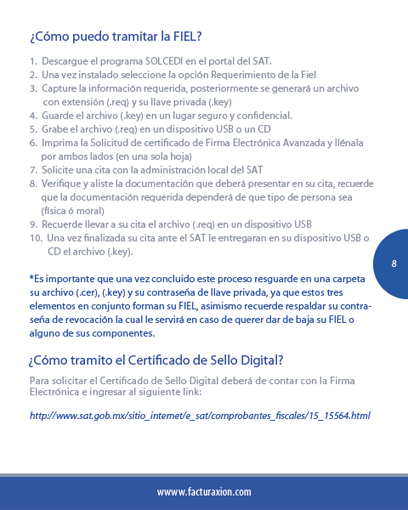 ¿Cómo puedo tramitar la FIEL?
1. Descargue el programa SOLCEDI en el portal del SAT.
2. Una vez instalado seleccione la opción Requerimiento de la Fiel
3. Capture la información requerida, posteriormente se generará un archivo
con extensión (.req) y su llave privada (.key)
4. Guarde el archivo (.key) en un lugar seguro y confidencial.
5. Grabe el archivo (.req) en un dispositivo USB o un CD
6. Imprima la Solicitud de certificado de Firma Electrónica Avanzada y llénala
por ambos lados (en una sola hoja)
7. Solicite una cita con la administración local del SAT
8. Verifique y aliste la documentación que deberá presentar en su cita, recuerde
que la documentación requerida dependerá de que tipo de persona sea
(física ó moral)
9. Recuerde llevar a su cita el archivo (.req) en un dispositivo USB
10. Una vez finalizada su cita ante el SAT le entregaran en su dispositivo USB o
CD el archivo (.key).
8
*Es importante que una vez concluido este proceso resguarde en una carpeta
su archivo (.cer), (.key) y su contraseña de llave privada, ya que estos tres
elementos en conjunto forman su FIEL, asimismo recuerde respaldar su contra-
seña de revocación la cual le servirá en caso de querer dar de baja su FIEL o
alguno de sus componentes.
¿Cómo tramito el Certificado de Sello Digital?
Para solicitar el Certificado de Sello Digital deberá de contar con la Firma
Electrónica e ingresar al siguiente link:
http://www.sat.gob.mx/sitio_internet/e_sat/comprobantes_fiscales/15_15564.html
www.facturaxion.com